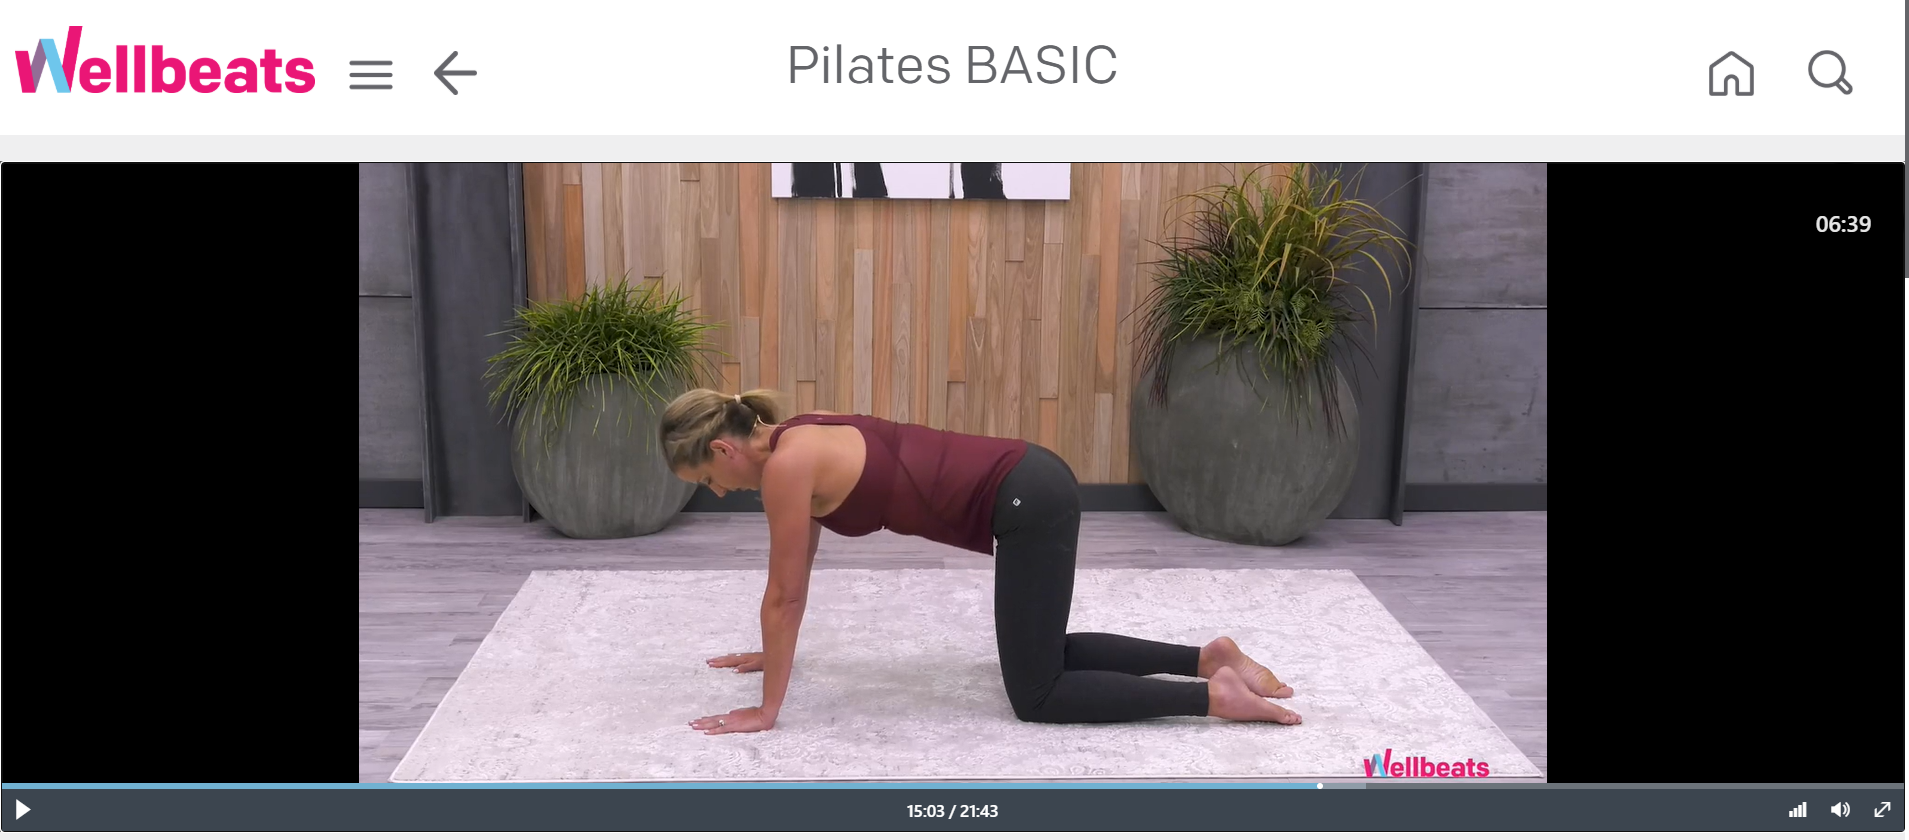 Wellbeats
Pilates BASIC
06:39
Wellbeats
15:03 / 21:43